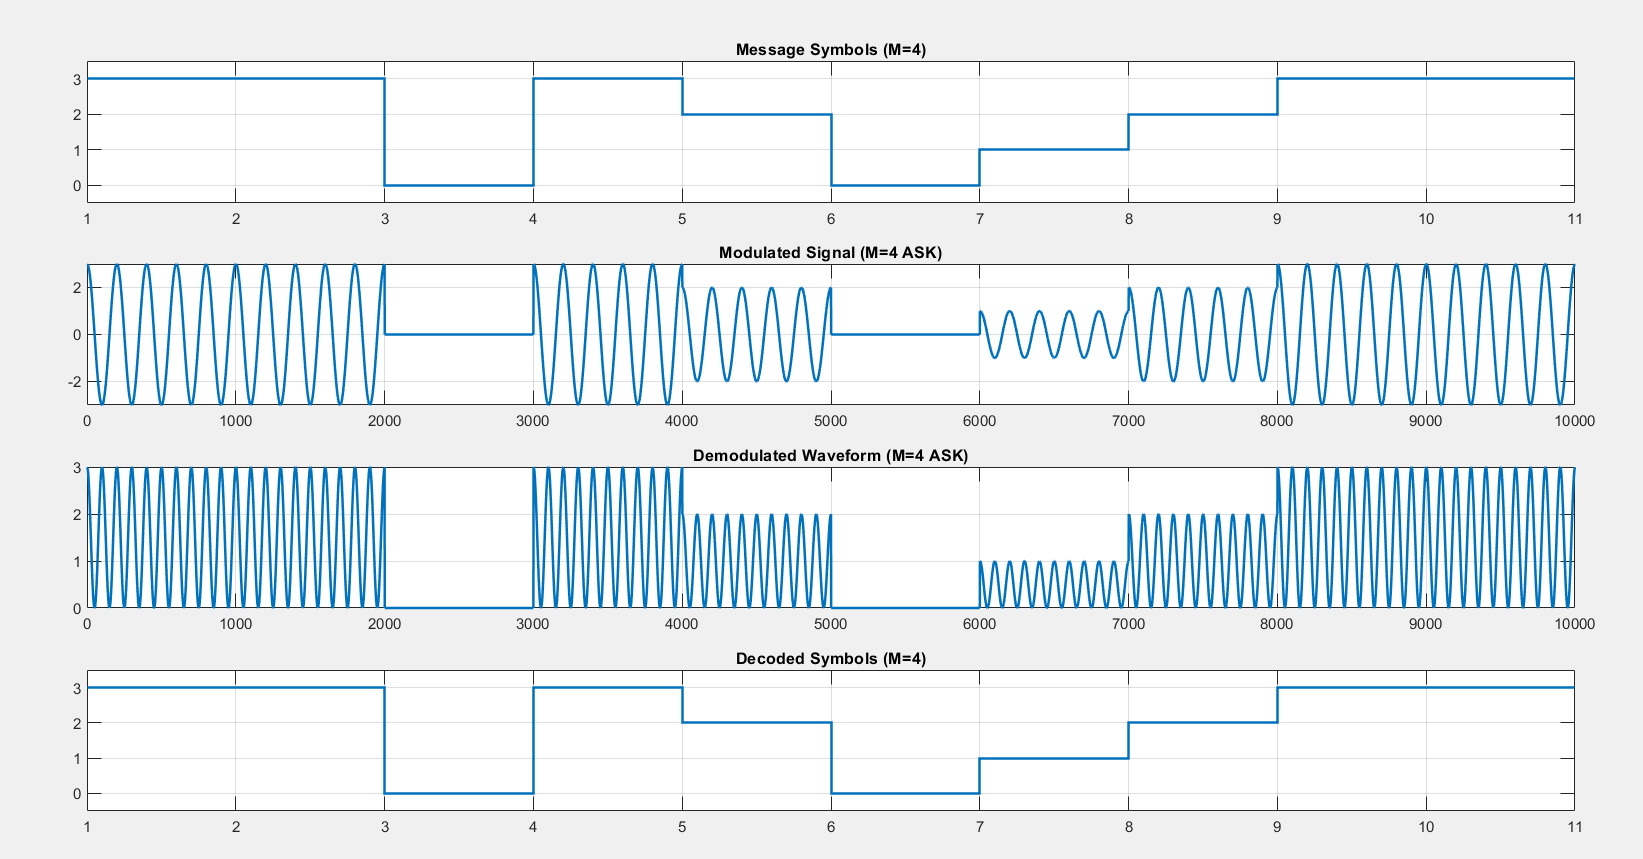 Message Symbols (M=4)
3
2
1
0
1 2 3 4 5 6 7 8 9 10 11
Modulated Signal (M=4 ASK)
2
0
-2
0 1000 2000 3000 4000 5000 6000 7000 8000 9000 10000
Demodulated Waveform (M=4 ASK)
3
2
1
0
0 1000 2000 3000 4000 5000 6000 7000 8000 9000 10000
Decoded Symbols (M=4)
3
2
1
0
1 2 3 4 5 6 7 8 9 10 11